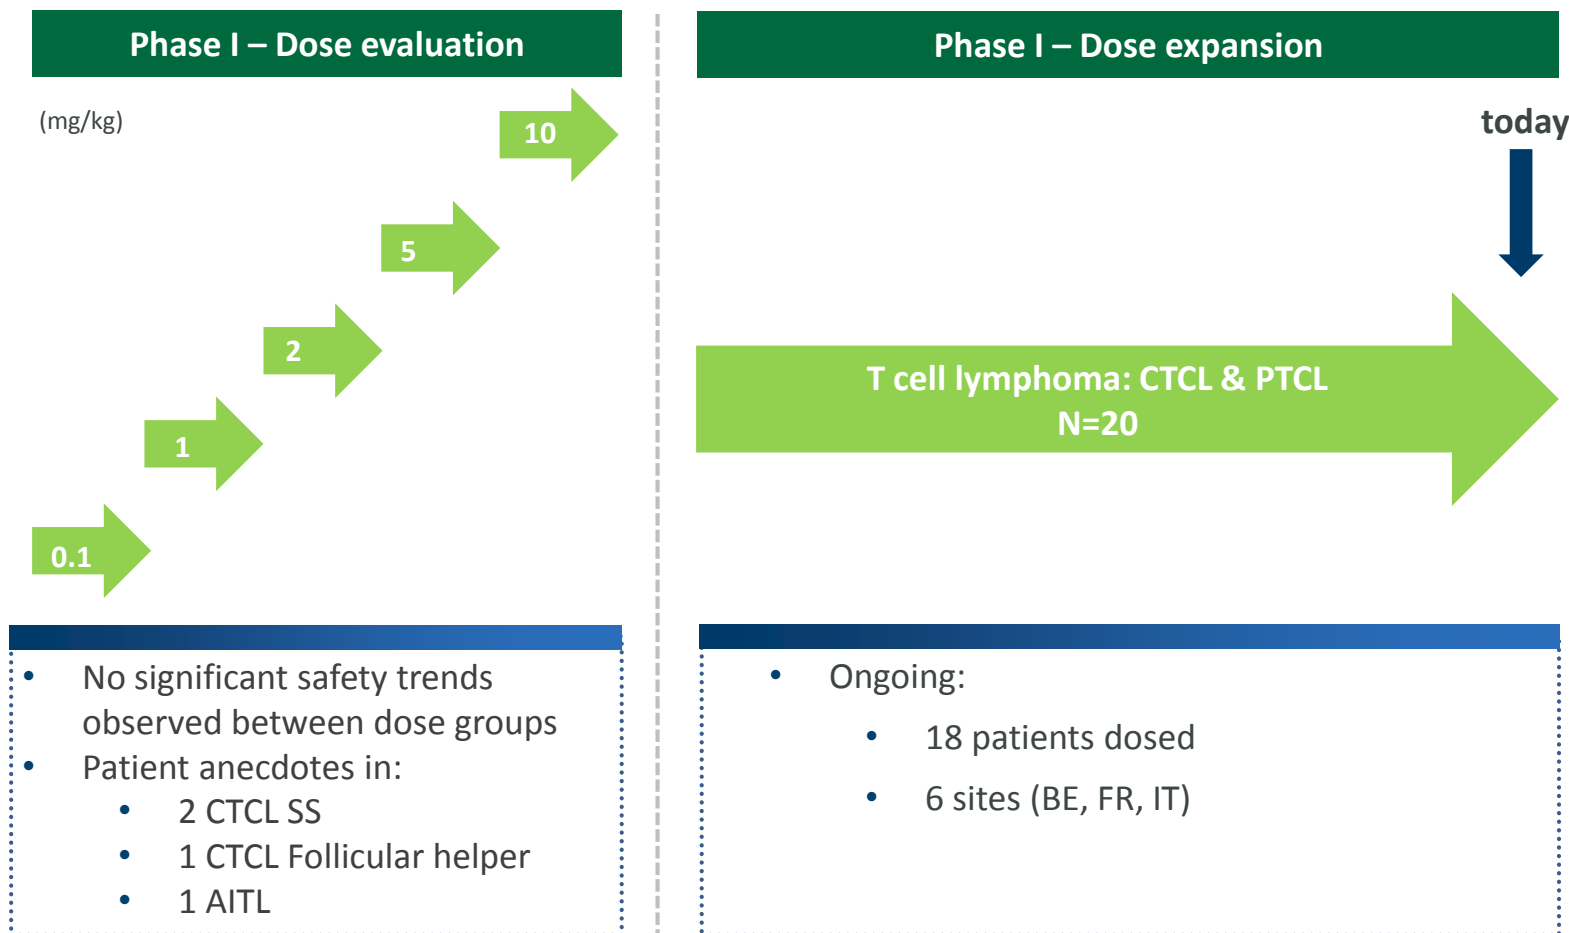 Phase I – Dose evaluation
(mg/kg)
10
5
2
1
0.1
• No significant safety trends
observed between dose groups
• Patient anecdotes in:
• 2 CTCL SS
• 1 CTCL Follicular helper
• 1 AITL
Phase I – Dose expansion
today
T cell lymphoma: CTCL & PTCL
N=20
• Ongoing:
• 18 patients dosed
• 6 sites (BE, FR, IT)